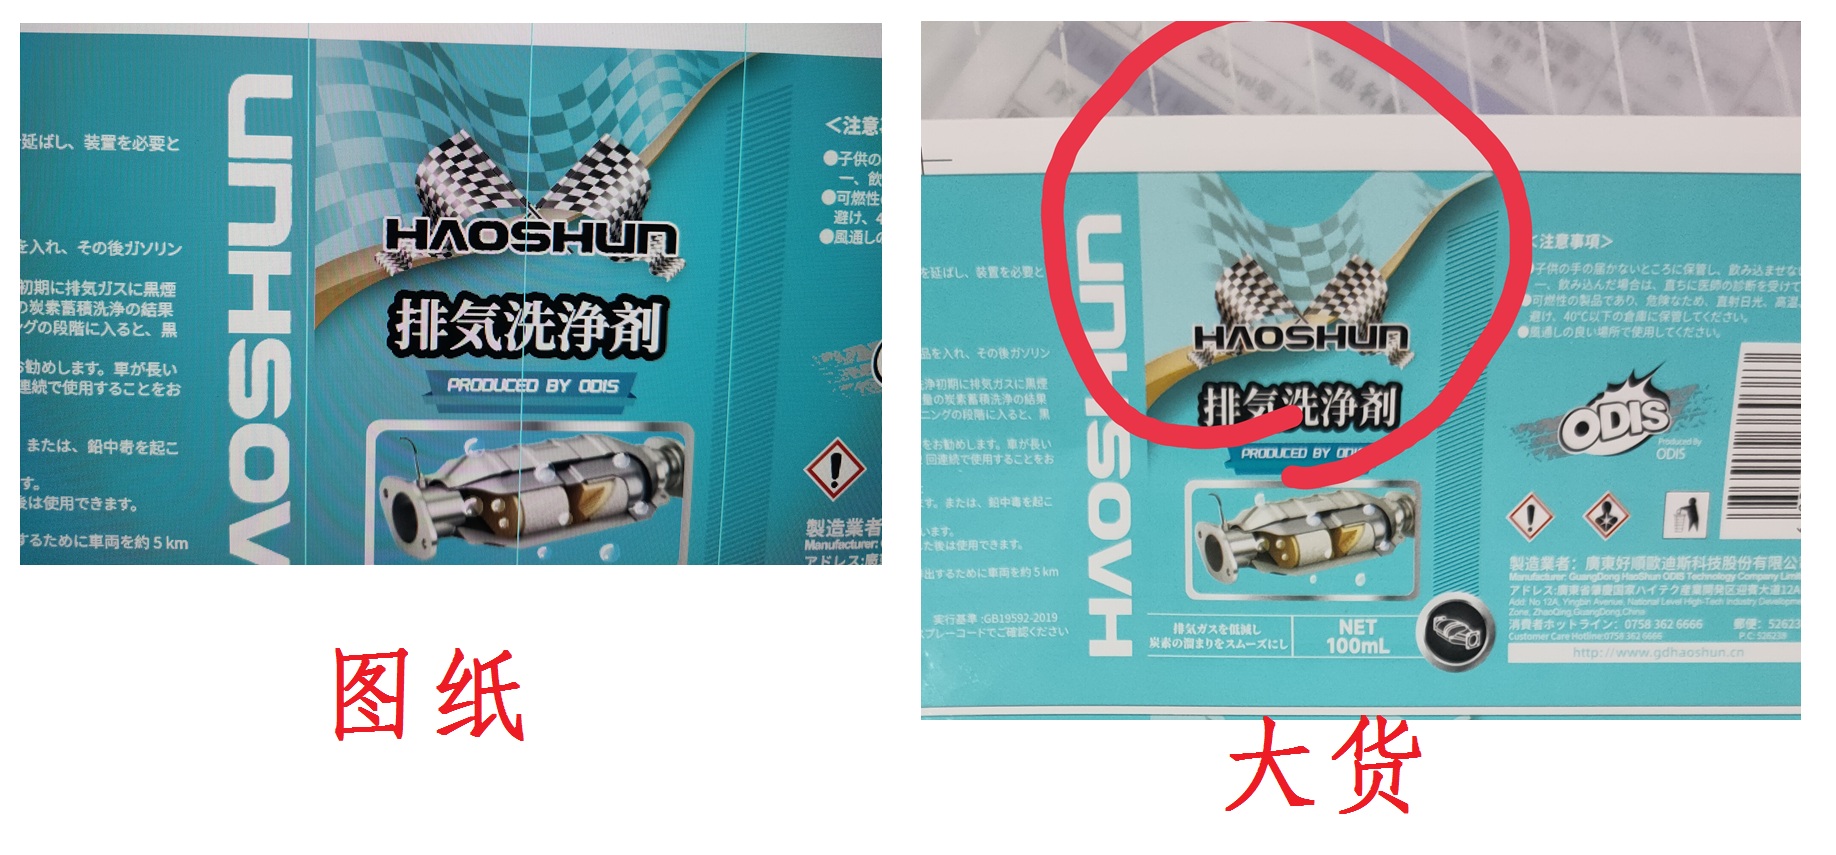 延ばし、装置を必要と
を入れ、その後ガソリン
初期に排気ガスに黒煙
の炭素蓄積洗浄の結果
ングの段階に入ると、黒
お勧めします。車が長い
連続で使用することをお
または、鉛中毒を起こ
す。
後は使用できます。
するために車両を約 5 km
HAOSHUN
HAOSHUN
排気洗浄剤
PRODUCED BY ODIS
<注意事
●子供の
一、飲
●可燃性
避け、4
●風通し
製造業者
Manufacturer:
アドレス:廣
图纸
200ml
品名
を延ばし、装置を必要と
品を入れ、その後ガソリン
浄初期に排気ガスに黒煙
量の炭素蓄積洗浄の結果
ニングの段階に入ると、黒
をお勧めします。車が長い
回連続で使用することをお
す。または、鉛中毒を起こ
います。
た後は使用できます。
出するために車両を約 5 km
実行基準 :GB19592-2019
スプレーコードでご確認ください
HAOSHUN
HAOSHUN
排気洗浄剤
PRODUCED BY ODIS
排気ガスを低減し
炭素の溜まりをスムーズにし
NET
100mL
<注意事項>
●子供の手の届かないところに保管し、飲み込ませない
一、飲み込んだ場合は、直ちに医師の診断を受けて
●可燃性の製品であり、危険なため、直射日光、高温、
避け、40℃以下の倉庫に保管してください。
●風通しの良い場所で使用してください。
ODIS
Produced By
ODIS
製造業者：廣東好順歐迪斯科技股份有限公
Manufacturer: GuangDong HaoShun ODIS Technology Company Limit
アドレス:廣東省肇慶国家ハイテク産業開発区迎賓大道12A
Add: No 12A, Yingbin Avenue, National Level High-Tech Industry Developme
Zone, ZhaoQing,GuangDong,China
消費者ホットライン: 0758 362 6666 郵便: 52623
Customer Care Hotline:0758 362 6666 P.C: 526238
http://www.gdhaoshun.cn
大货